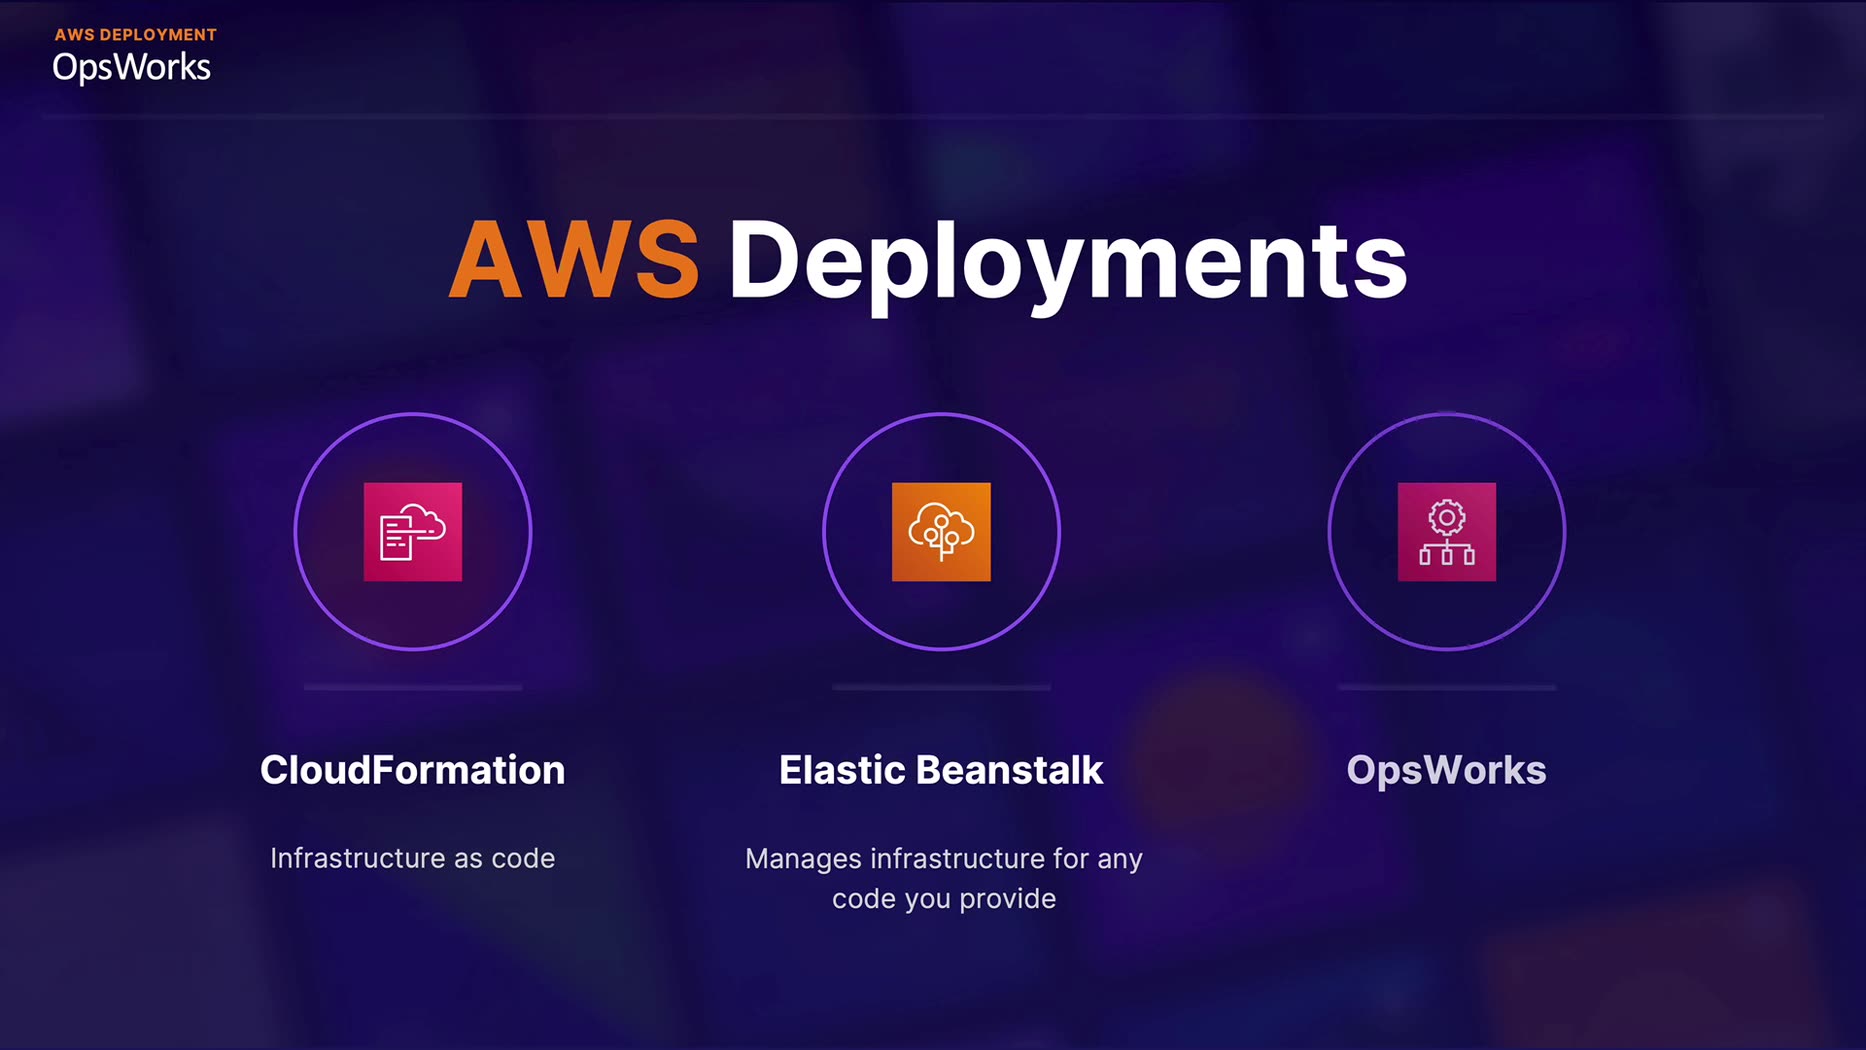 AWS DEPLOYMENT
OpsWorks
AWS Deployments
CloudFormation
Infrastructure as code
Elastic Beanstalk
Manages infrastructure for any
code you provide
OpsWorks